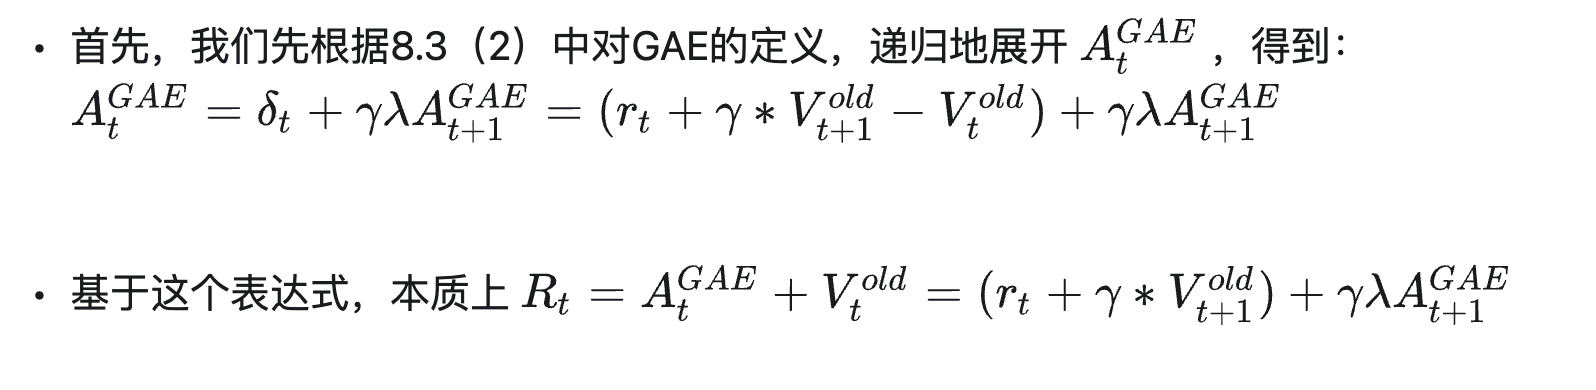 • 首先，我们先根据8.3（2）中对GAE的定义，递归地展开 $A_t^{GAE}$ ，得到：
$A_t^{GAE} = \delta_t + \gamma\lambda A_{t+1}^{GAE} = (r_t + \gamma * V_{t+1}^{old} - V_t^{old}) + \gamma\lambda A_{t+1}^{GAE}$
• 基于这个表达式，本质上 $R_t = A_t^{GAE} + V_t^{old} = (r_t + \gamma * V_{t+1}^{old}) + \gamma\lambda A_{t+1}^{GAE}$